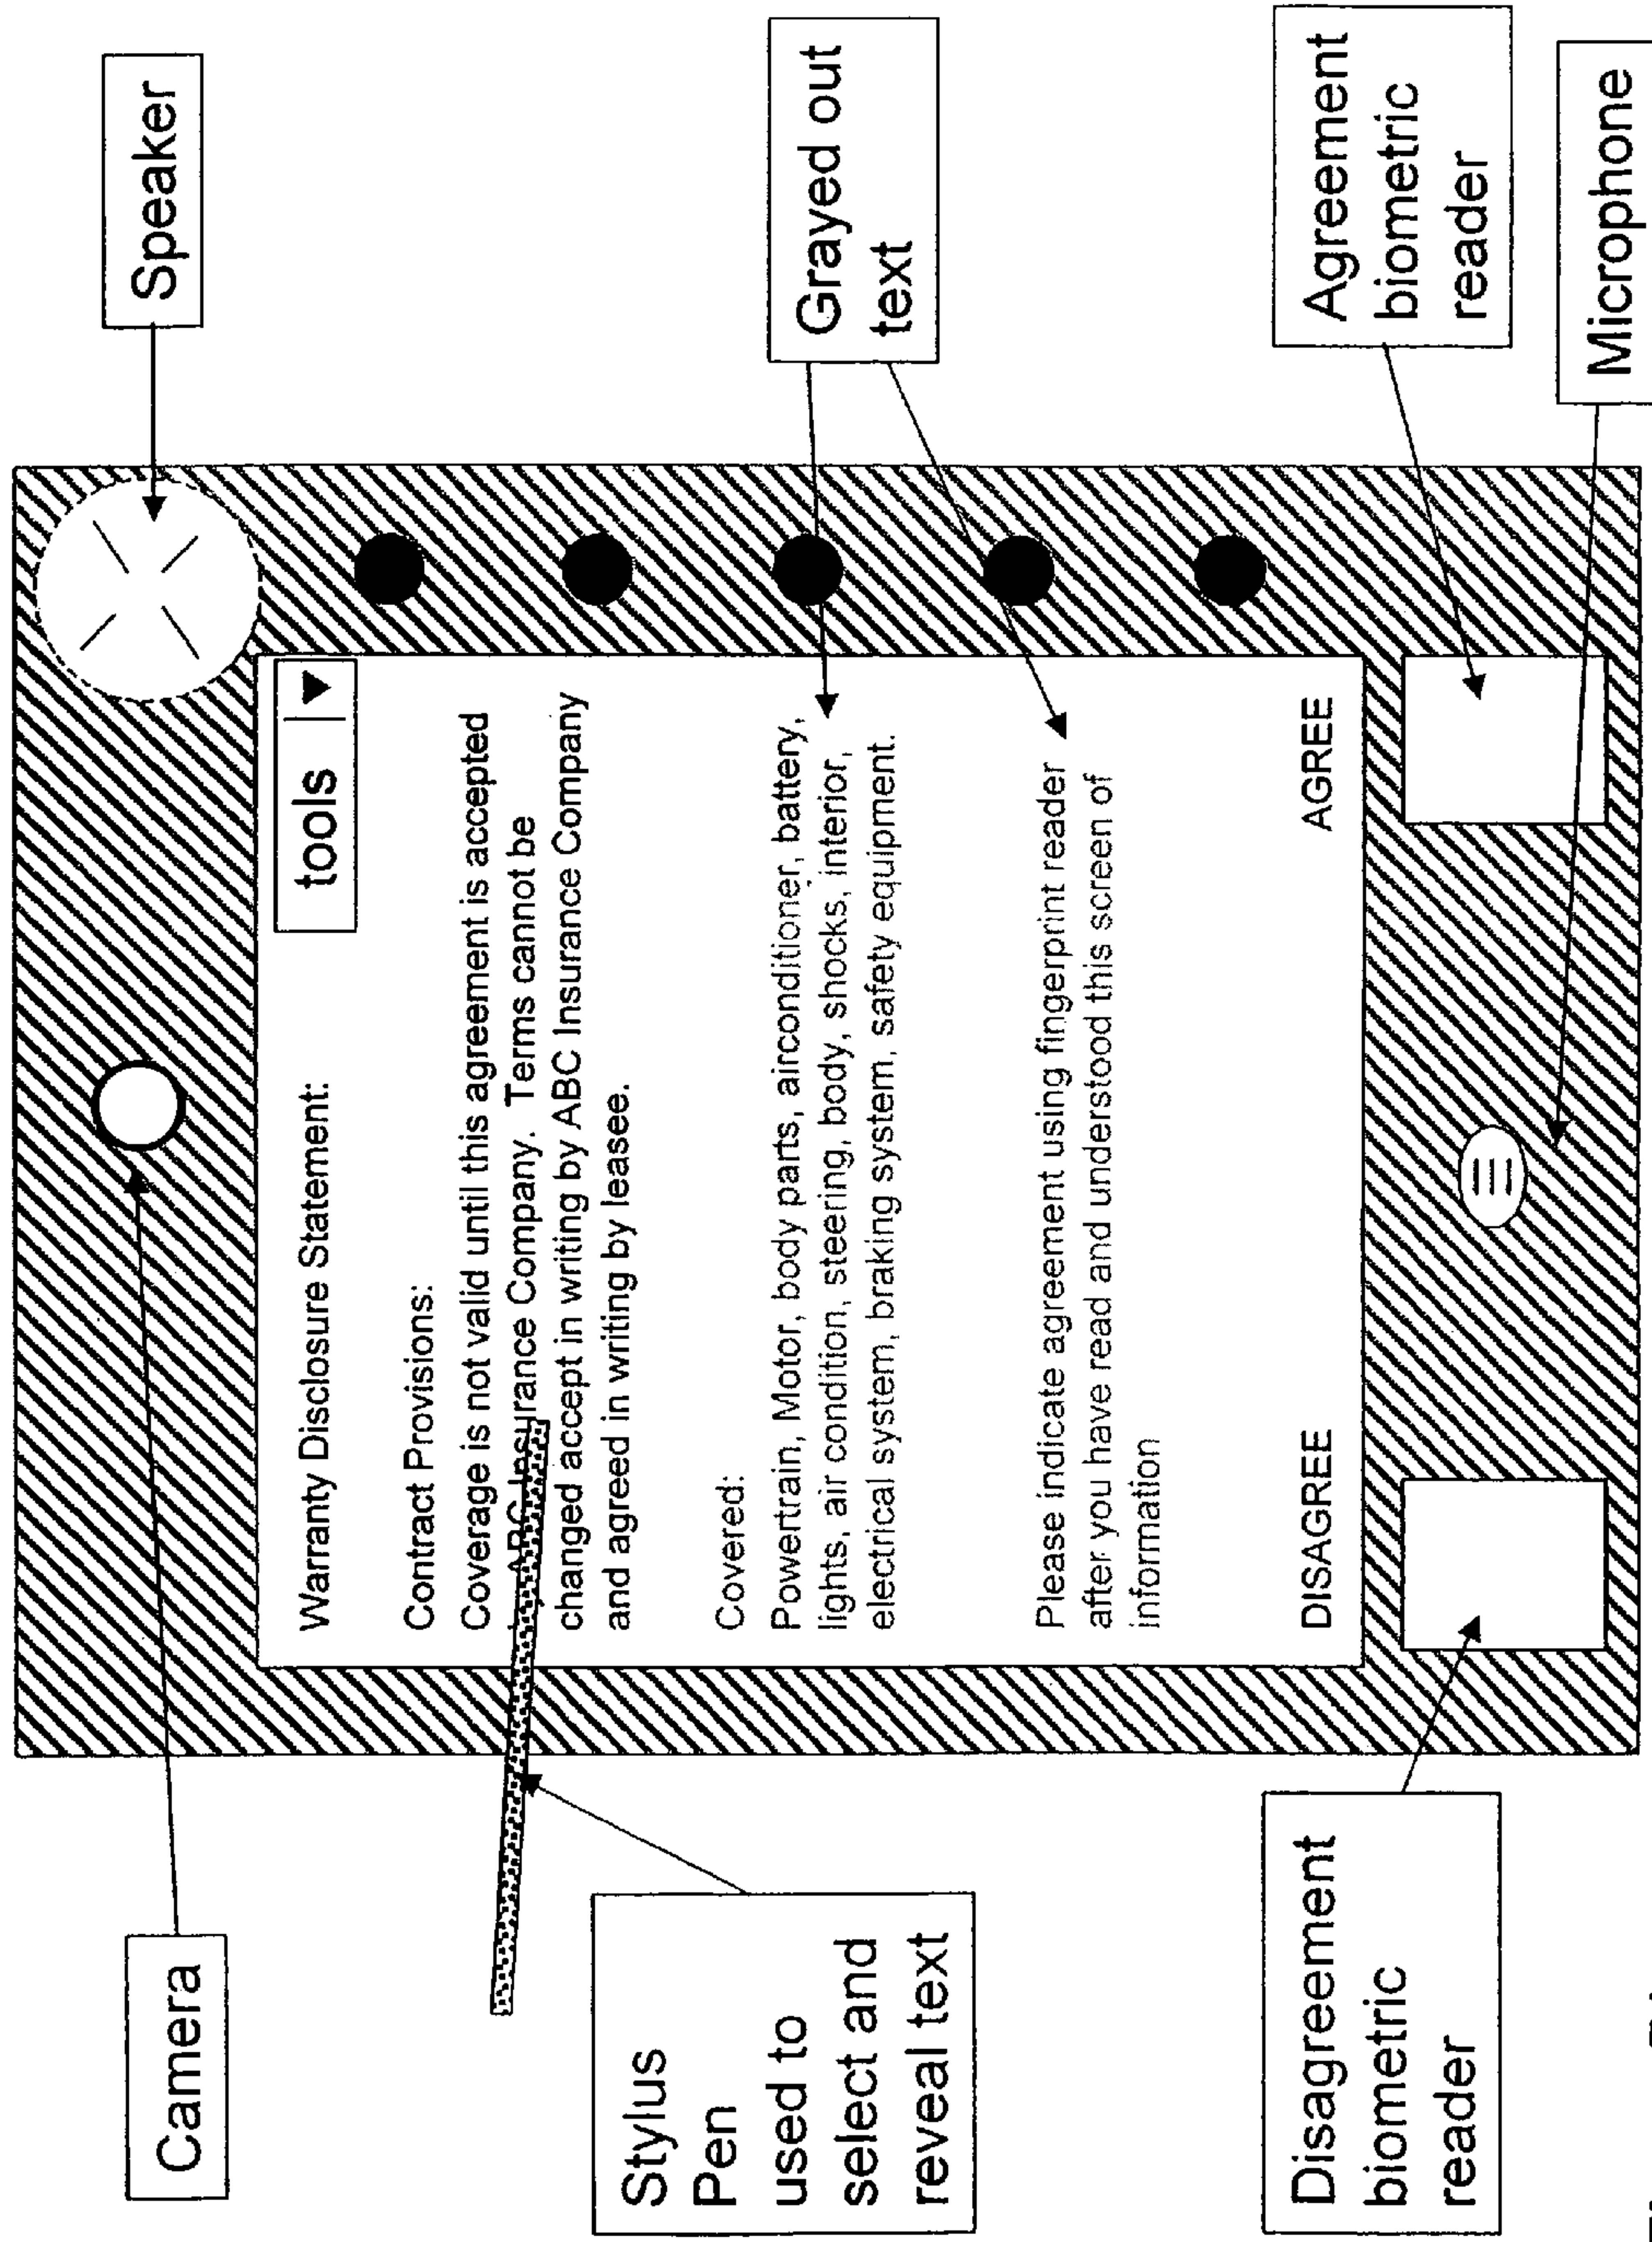 Camera
Speaker
tools
Warranty Disclosure Statement:
Contract Provisions:
Coverage is not valid until this agreement is accepted
ABC Insurance Company. Terms cannot be
changed accept in writing by ABC Insurance Company
and agreed in writing by leasee.
Stylus
Pen
used to
select and
reveal text
Covered:
Powertrain, Motor, body parts, airconditioner, battery,
lights, air condition, steering, body, shocks, interior,
electrical system, braking system, safety equipment.
Grayed out
text
Please indicate agreement using fingerprint reader
after you have read and understood this screen of
information
DISAGREE
AGREE
Disagreement
biometric
reader
Agreement
biometric
reader
Microphone